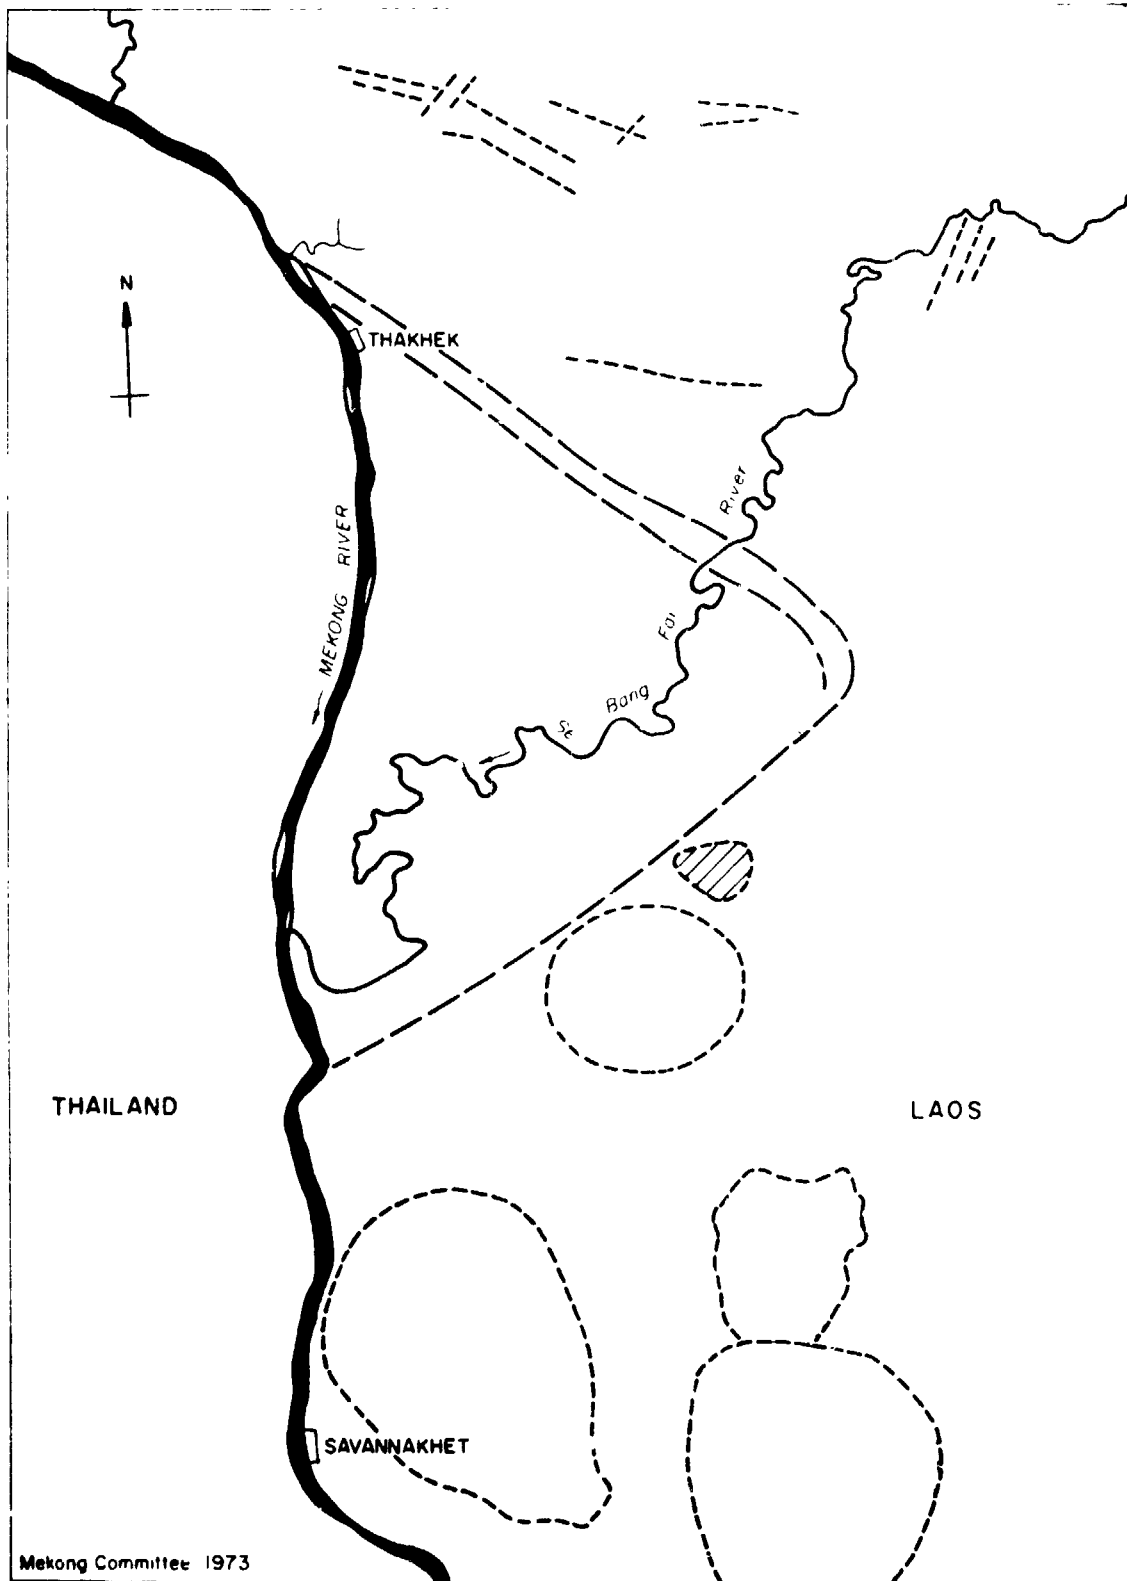 N
THAKHEK
River
MEKONG RIVER
Fai
Bang
Se
THAILAND
LAOS
SAVANNAKHET
Mekong Committee 1973